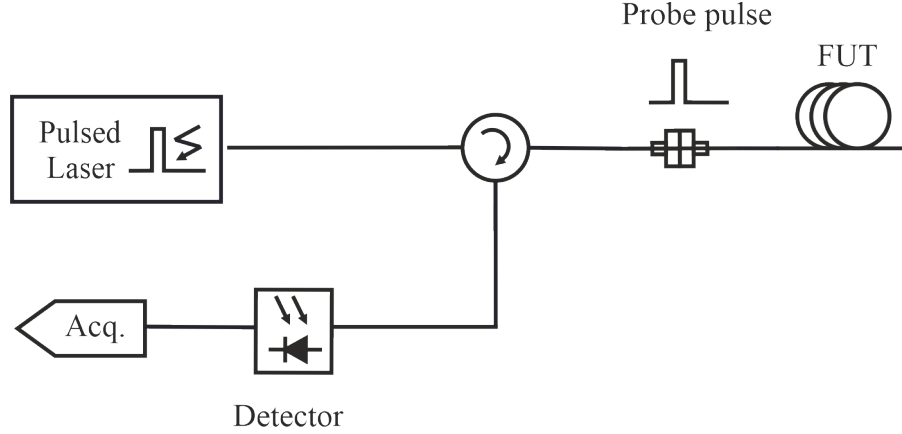 Probe pulse
FUT
Pulsed
Laser
Acq.
Detector